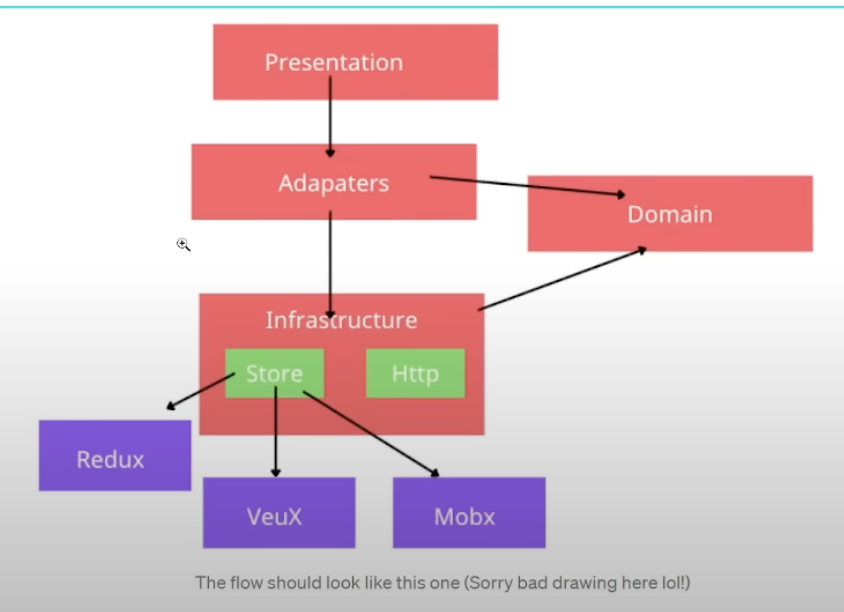 Presentation
Adapaters
Domain
Infrastructure
Store
Http
Redux
VeuX
Mobx
The flow should look like this one (Sorry bad drawing here lol!)